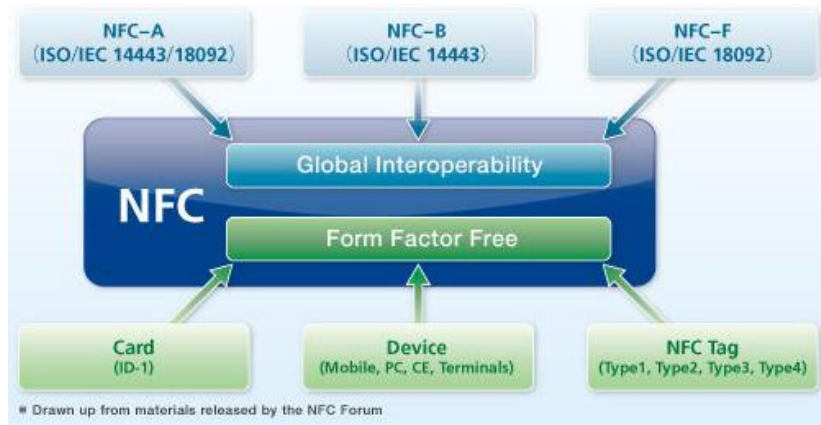 NFC-A
(ISO/IEC 14443/18092)
NFC-B
(ISO/IEC 14443)
NFC-F
(ISO/IEC 18092)
Global Interoperability
NFC
Form Factor Free
Card
(ID-1)
Device
(Mobile, PC, CE, Terminals)
NFC Tag
(Type1, Type2, Type3, Type4)
※ Drawn up from materials released by the NFC Forum